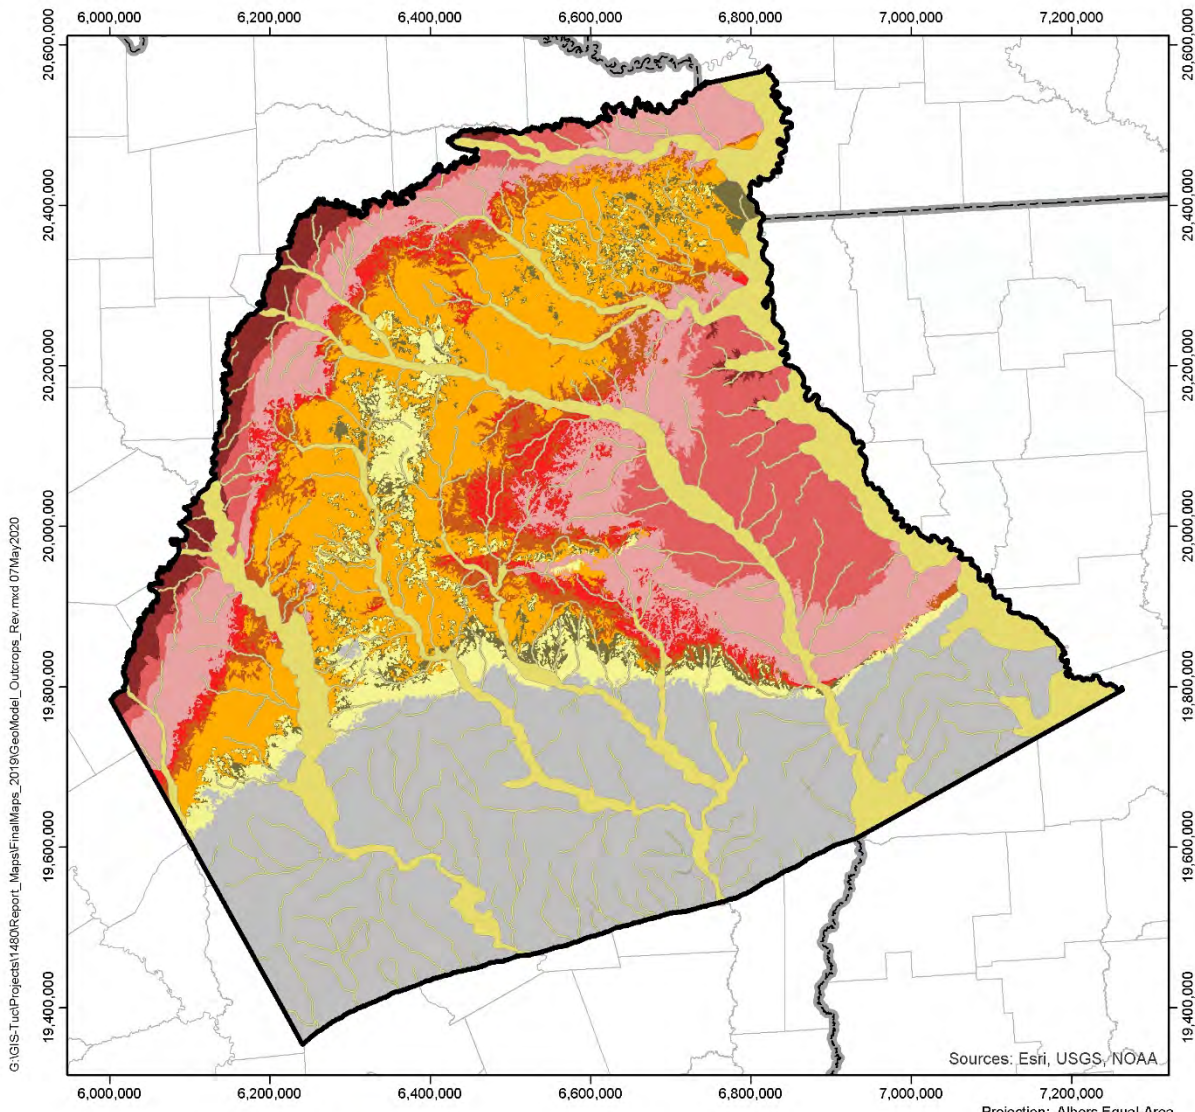 6,000,000 6,200,000 6,400,000 6,600,000 6,800,000 7,000,000 7,200,000
20,600,000 20,600,000
20,400,000 20,400,000
20,200,000 20,200,000
20,000,000 20,000,000
19,800,000 19,800,000
19,600,000 19,600,000
19,400,000 19,400,000
G:\GIS-Tuc\Projects\1480\Report_Maps\FinalMaps_2019\GeoModel_Outcrops_Rev.mxd 07May2020
Sources: Esri, USGS, NOAA
6,000,000 6,200,000 6,400,000 6,600,000 6,800,000 7,000,000 7,200,000
Projection: Albers Equal Area